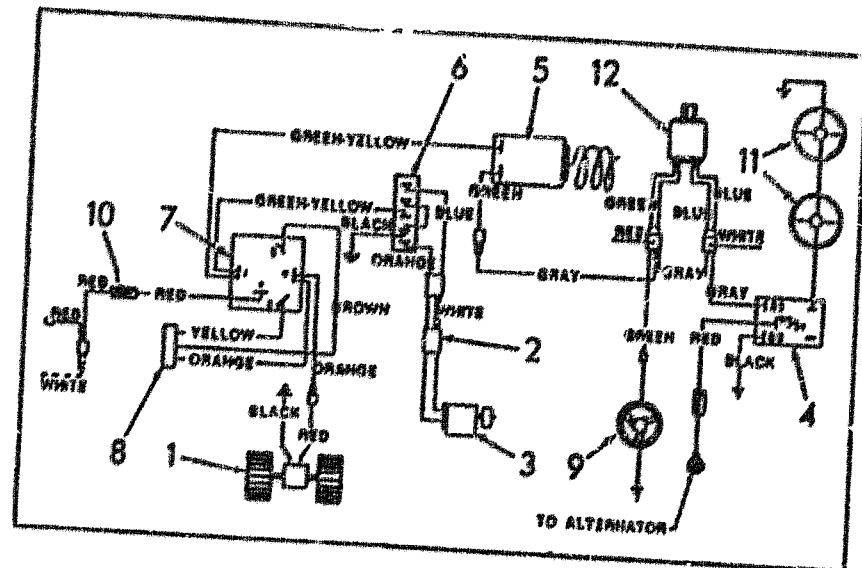 6
5
12
GREEN-YELLOW
11
GREEN
BLUE
GREEN
10
7
GREEN-YELLOW
BLACK
BLUE
BLUE
RED
WHITE
ORANGE
RED
RED
GRAY
GRAY
RED
BROWN
WHITE
GRAY
YELLOW
GREEN
RED
ORANGE
ORANGE
2
BLACK
4
WHITE
8
1
BLACK
RED
3
9
TO ALTERNATOR